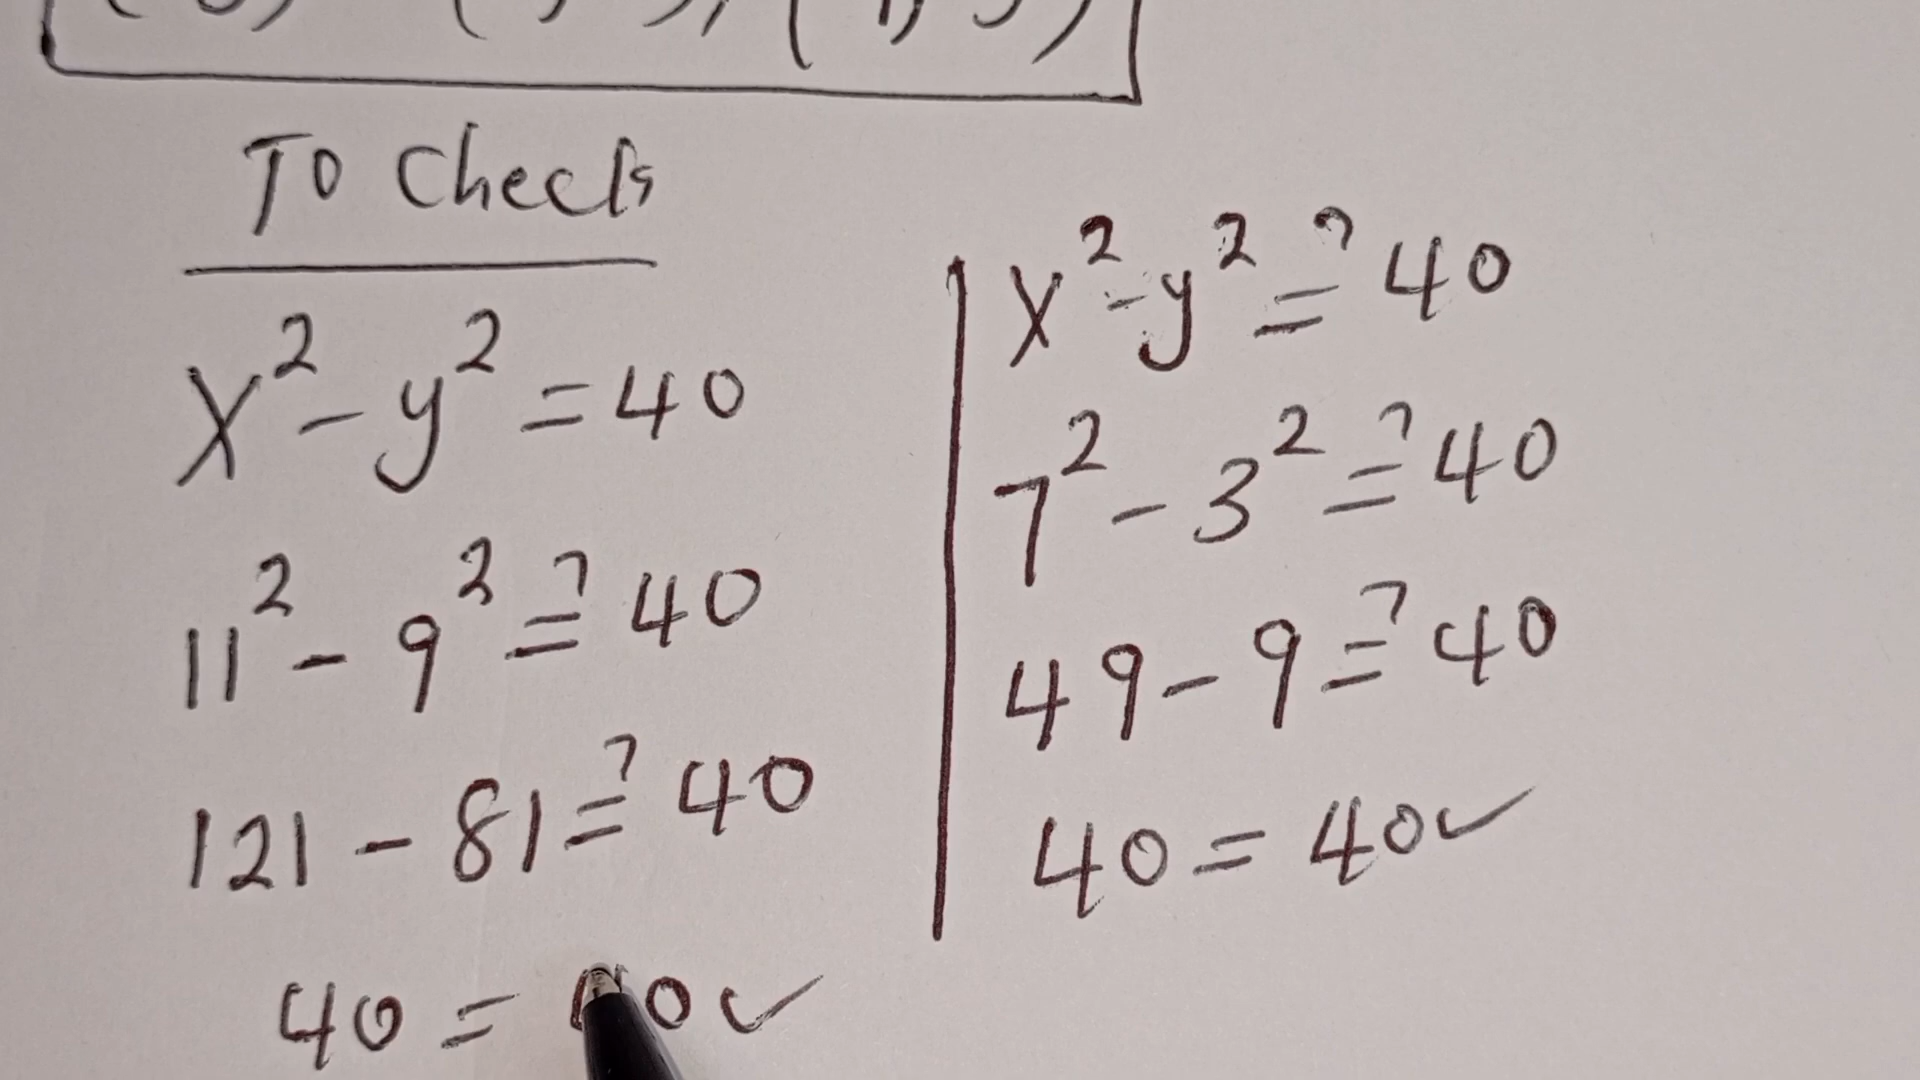 To Check
x² - y² = 40
11² - 9² =? 40
121 - 81 =? 40
40 = 40 ✓
x² - y² =? 40
7² - 3² =? 40
49 - 9 =? 40
40 = 40 ✓